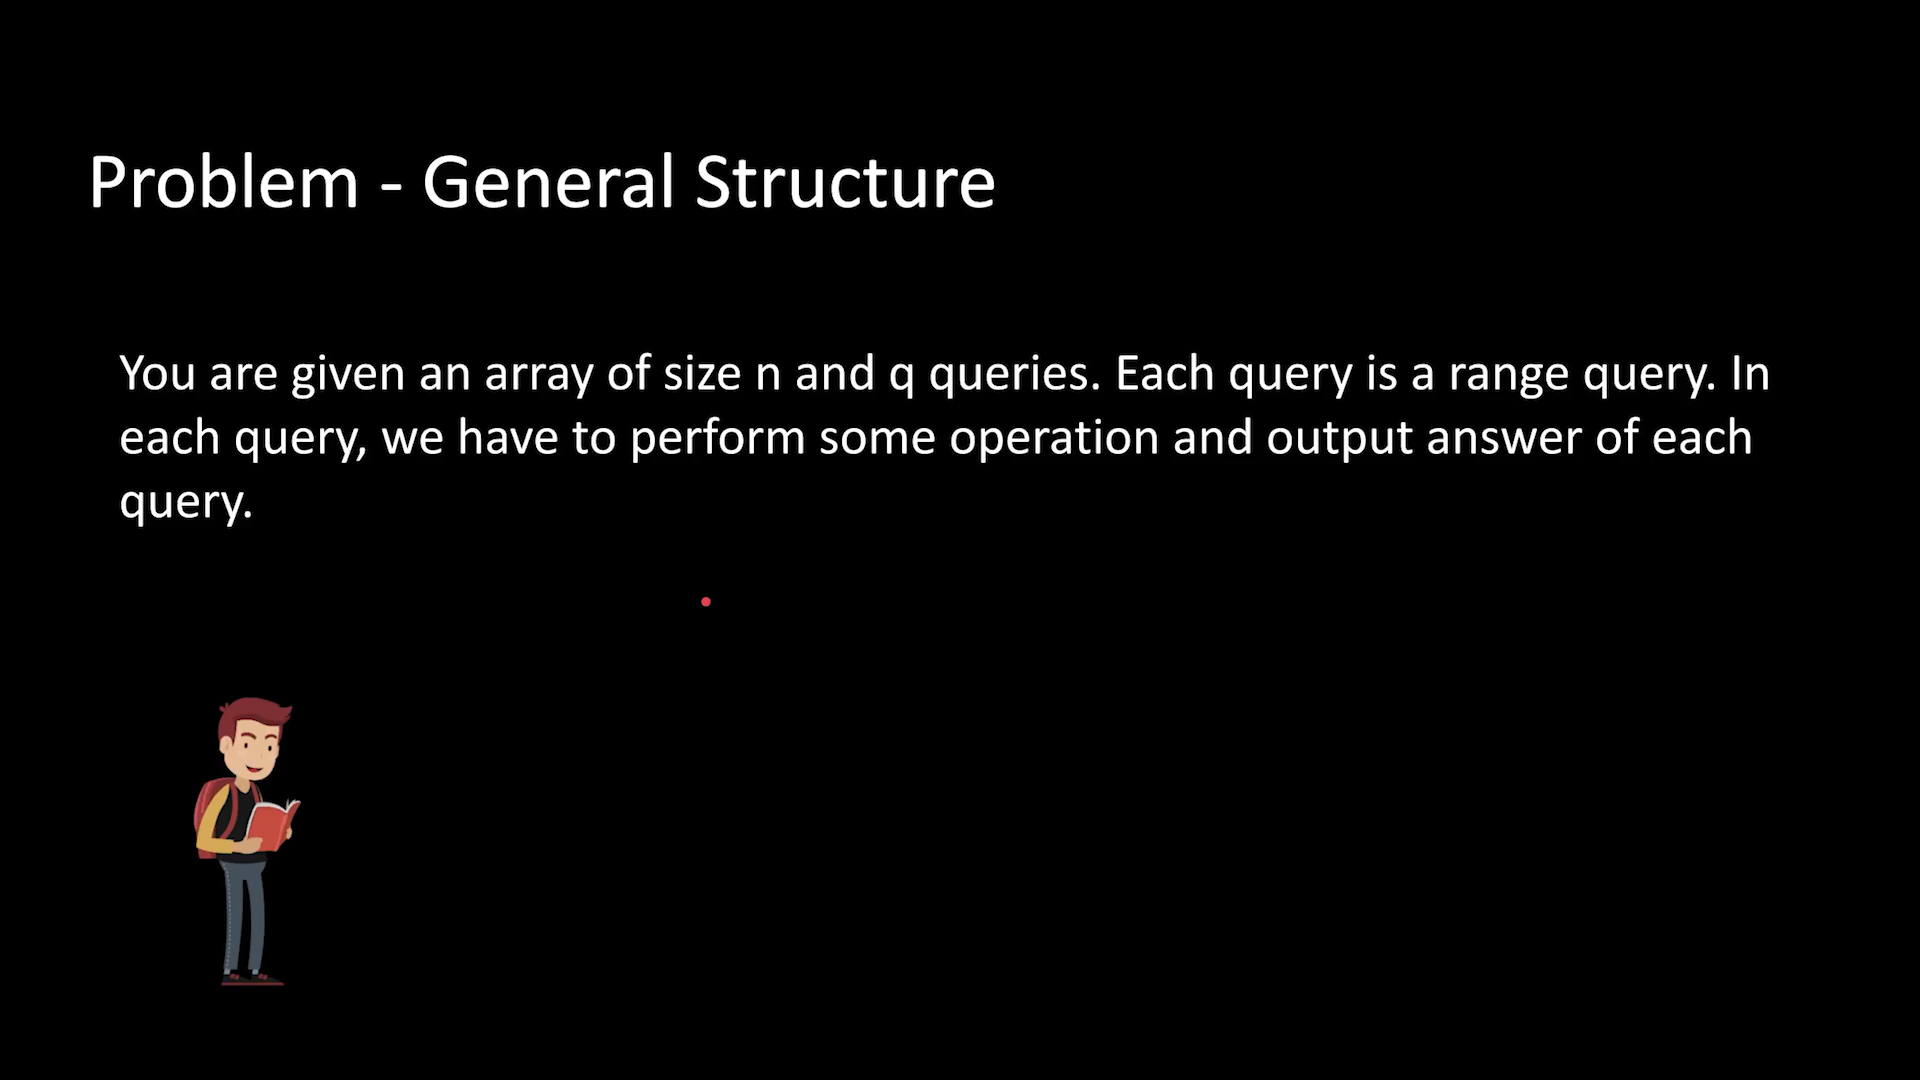 Problem - General Structure
You are given an array of size n and q queries. Each query is a range query. In
each query, we have to perform some operation and output answer of each
query.